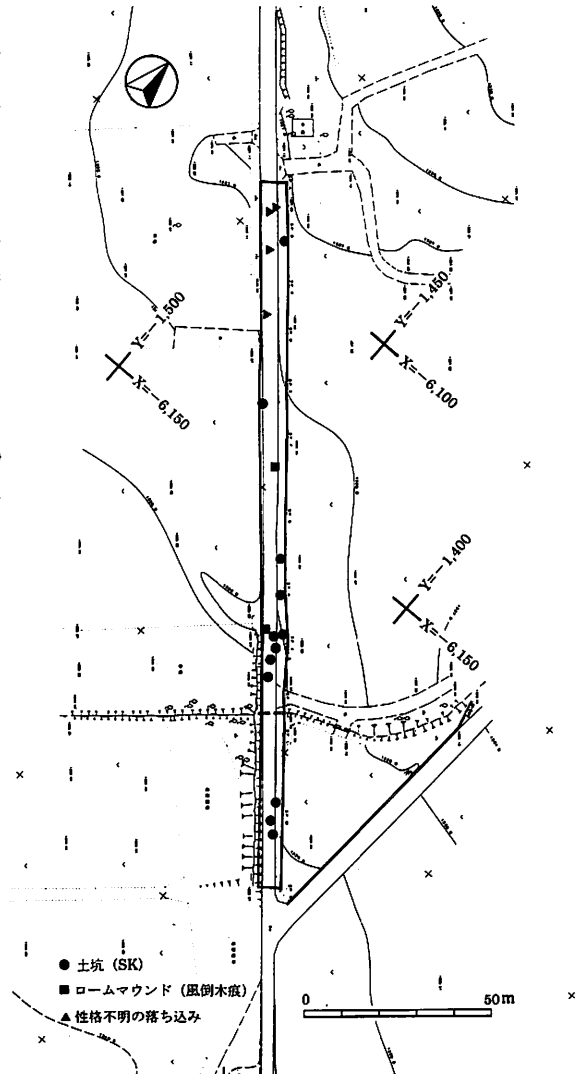 Y=−1,450
X=−6,100
Y=−1,500
X=−6,150
Y=−1,400
X=−6,150
● 土坑（SK）
■ ロームマウンド（風倒木痕）
▲ 性格不明の落ち込み
0 50m